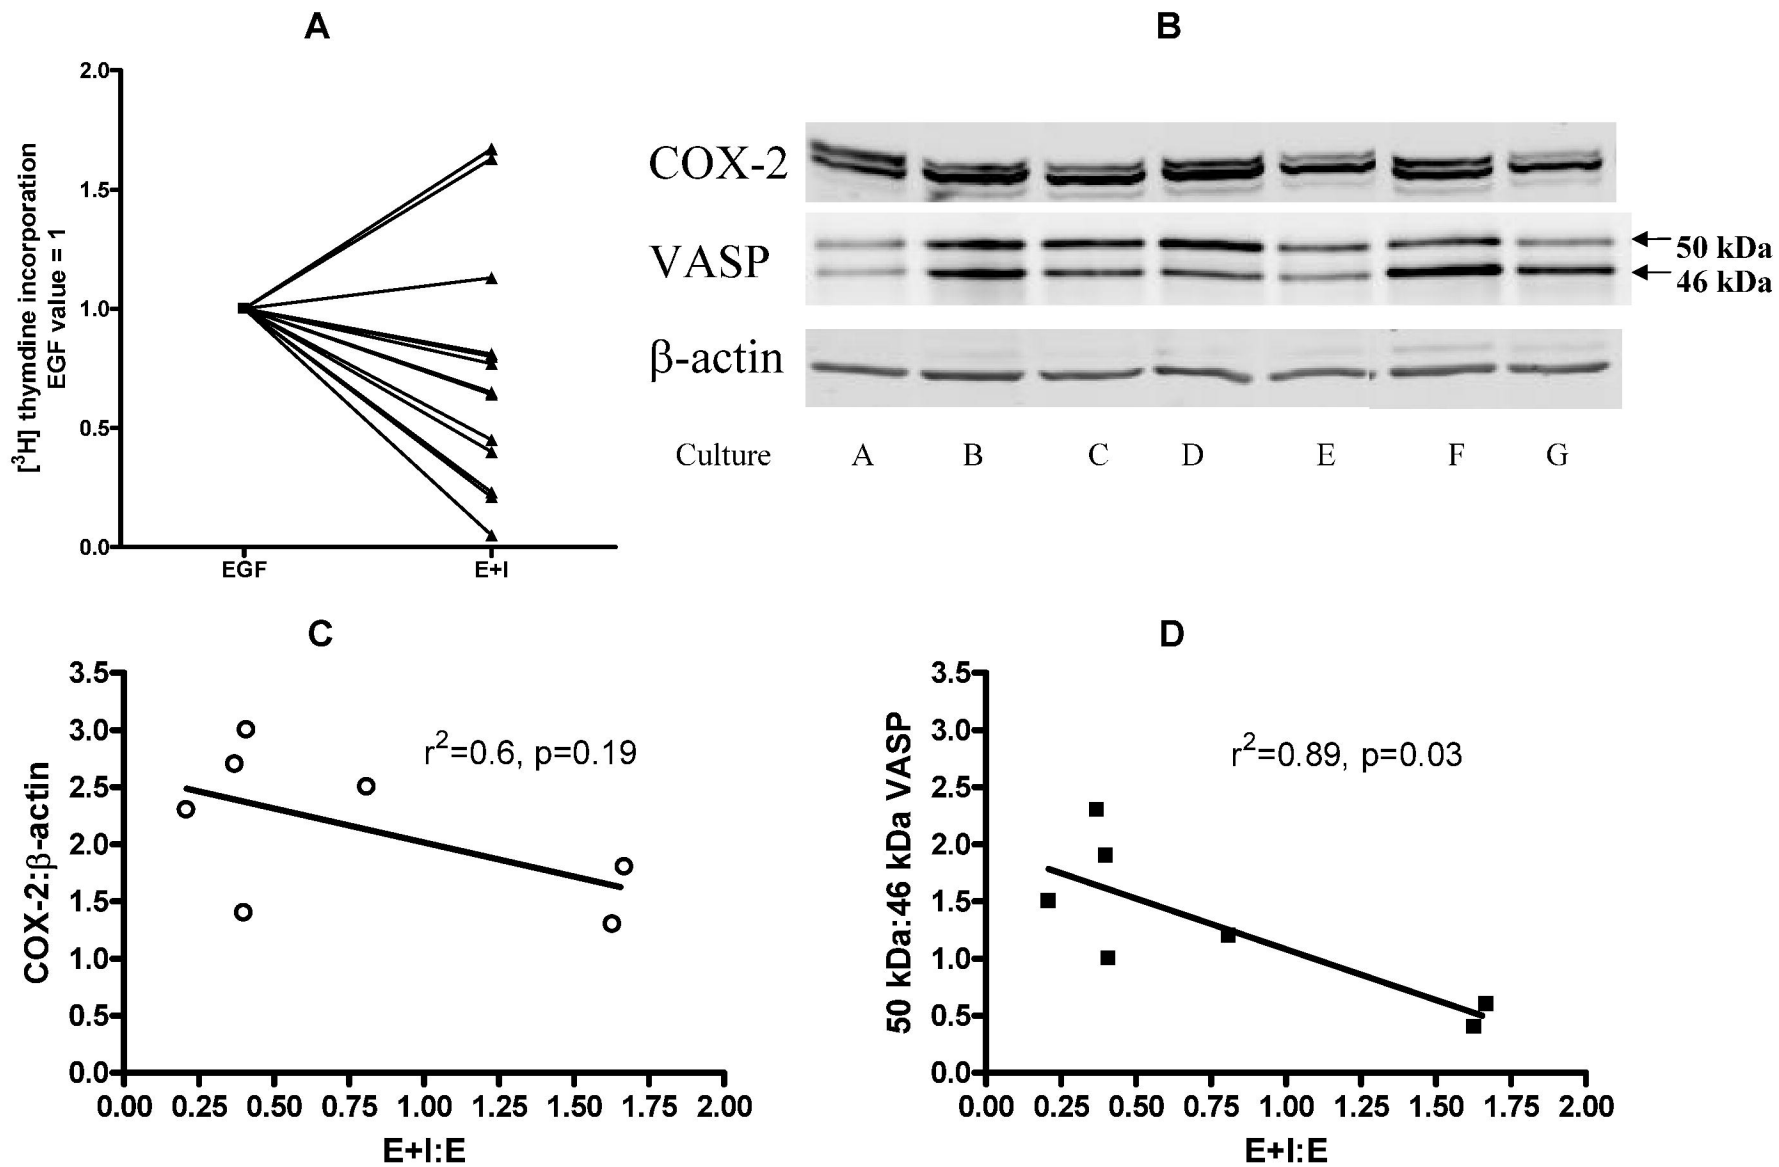 A
2.0
1.5
1.0
0.5
0.0
[³H] thymidine incorporation
EGF value = 1
EGF E+I
B
COX-2
VASP
50 kDa
46 kDa
β-actin
Culture A B C D E F G
C
3.5
3.0
2.5
2.0
1.5
1.0
0.5
0.0
COX-2:β-actin
r²=0.6, p=0.19
0.00 0.25 0.50 0.75 1.00 1.25 1.50 1.75 2.00
E+I:E
D
3.5
3.0
2.5
2.0
1.5
1.0
0.5
0.0
50 kDa:46 kDa VASP
r²=0.89, p=0.03
0.00 0.25 0.50 0.75 1.00 1.25 1.50 1.75 2.00
E+I:E